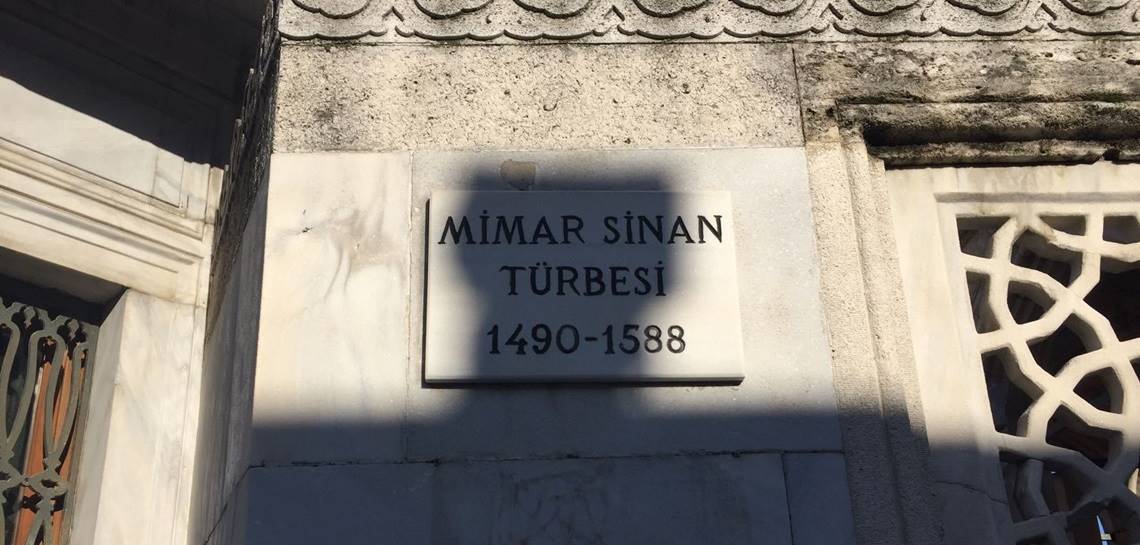 MİMAR SİNAN
TÜRBESİ
1490-1588